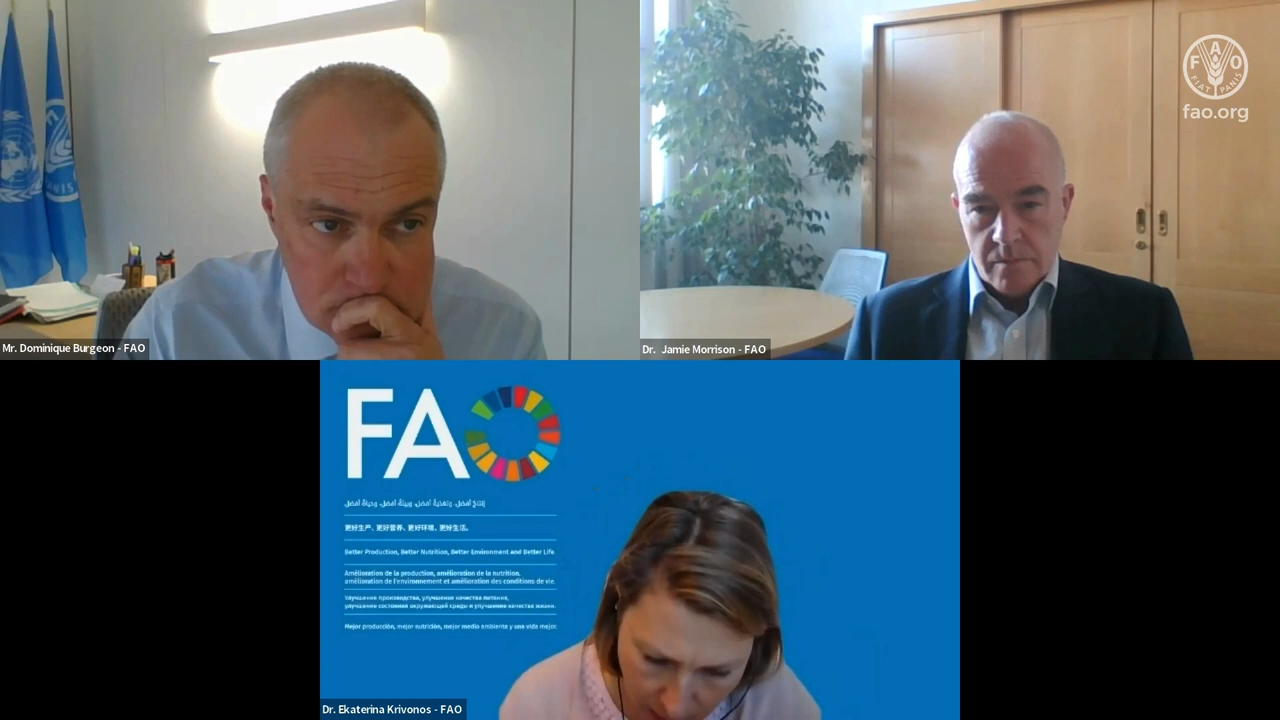 FAO
FIAT PANIS
fao.org
Mr. Dominique Burgeon - FAO
Dr. Jamie Morrison - FAO
FAO
إنتاج أفضل، وتغذية أفضل، وبيئة أفضل، وحياة أفضل.
更好生产、更好营养、更好环境、更好生活。
Better Production, Better Nutrition, Better Environment and Better Life.
Amélioration de la production, amélioration de la nutrition,
amélioration de l'environnement et amélioration des conditions de vie.
Улучшение производства, улучшение качества питания,
улучшение состояния окружающей среды и улучшение качества жизни.
Mejor producción, mejor nutrición, mejor medio ambiente y una vida mejor.
Dr. Ekaterina Krivonos - FAO